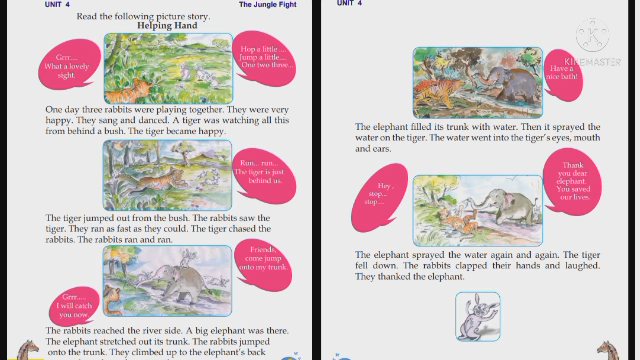 UNIT 4
The Jungle Fight
Read the following picture story.
Helping Hand
Grrr....
What a lovely
sight.
Hop a little....
Jump a little...
One two three...
One day three rabbits were playing together. They were very
happy. They sang and danced. A tiger was watching all this
from behind a bush. The tiger became happy.
Run... run...
The tiger is just
behind us.
The tiger jumped out from the bush. The rabbits saw the
tiger. They ran as fast as they could. The tiger chased the
rabbits. The rabbits ran and ran.
Friends,
come jump
onto my trunk.
Grrr.....
I will catch
you now.
The rabbits reached the river side. A big elephant was there.
The elephant stretched out its trunk. The rabbits jumped
onto the trunk. They climbed up to the elephant's back
UNIT 4
KINEMASTER
Have a
nice bath!
The elephant filled its trunk with water. Then it sprayed the
water on the tiger. The water went into the tiger's eyes, mouth
and ears.
Hey,
stop...
stop....
Thank
you dear
elephant.
You saved
our lives.
The elephant sprayed the water again and again. The tiger
fell down. The rabbits clapped their hands and laughed.
They thanked the elephant.